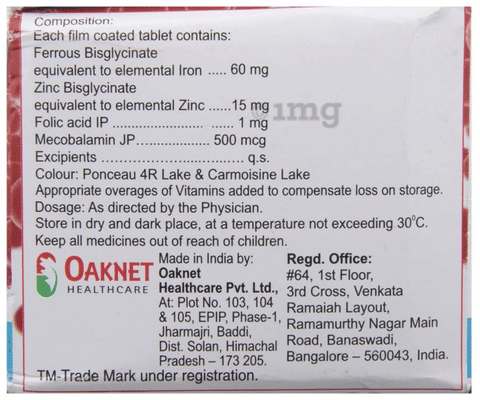 Composition:
Each film coated tablet contains:
Ferrous Bisglycinate
equivalent to elemental Iron ..... 60 mg
Zinc Bisglycinate
equivalent to elemental Zinc ......15 mg
Folic acid IP ........................ ...... 1 mg
Mecobalamin JP.................... 500 mcg
Excipients .............................. q.s.
Colour: Ponceau 4R Lake & Carmoisine Lake
Appropriate overages of Vitamins added to compensate loss on storage.
Dosage: As directed by the Physician.
Store in dry and dark place, at a temperature not exceeding 30°C.
Keep all medicines out of reach of children.
1mg
OAKNET
HEALTHCARE
Made in India by:
Oaknet
Healthcare Pvt. Ltd.,
At: Plot No. 103, 104
& 105, EPIP, Phase-1,
Jharmajri, Baddi,
Dist. Solan, Himachal
Pradesh – 173 205.
Regd. Office:
#64, 1st Floor,
3rd Cross, Venkata
Ramaiah Layout,
Ramamurthy Nagar Main
Road, Banaswadi,
Bangalore – 560043, India.
TM-Trade Mark under registration.